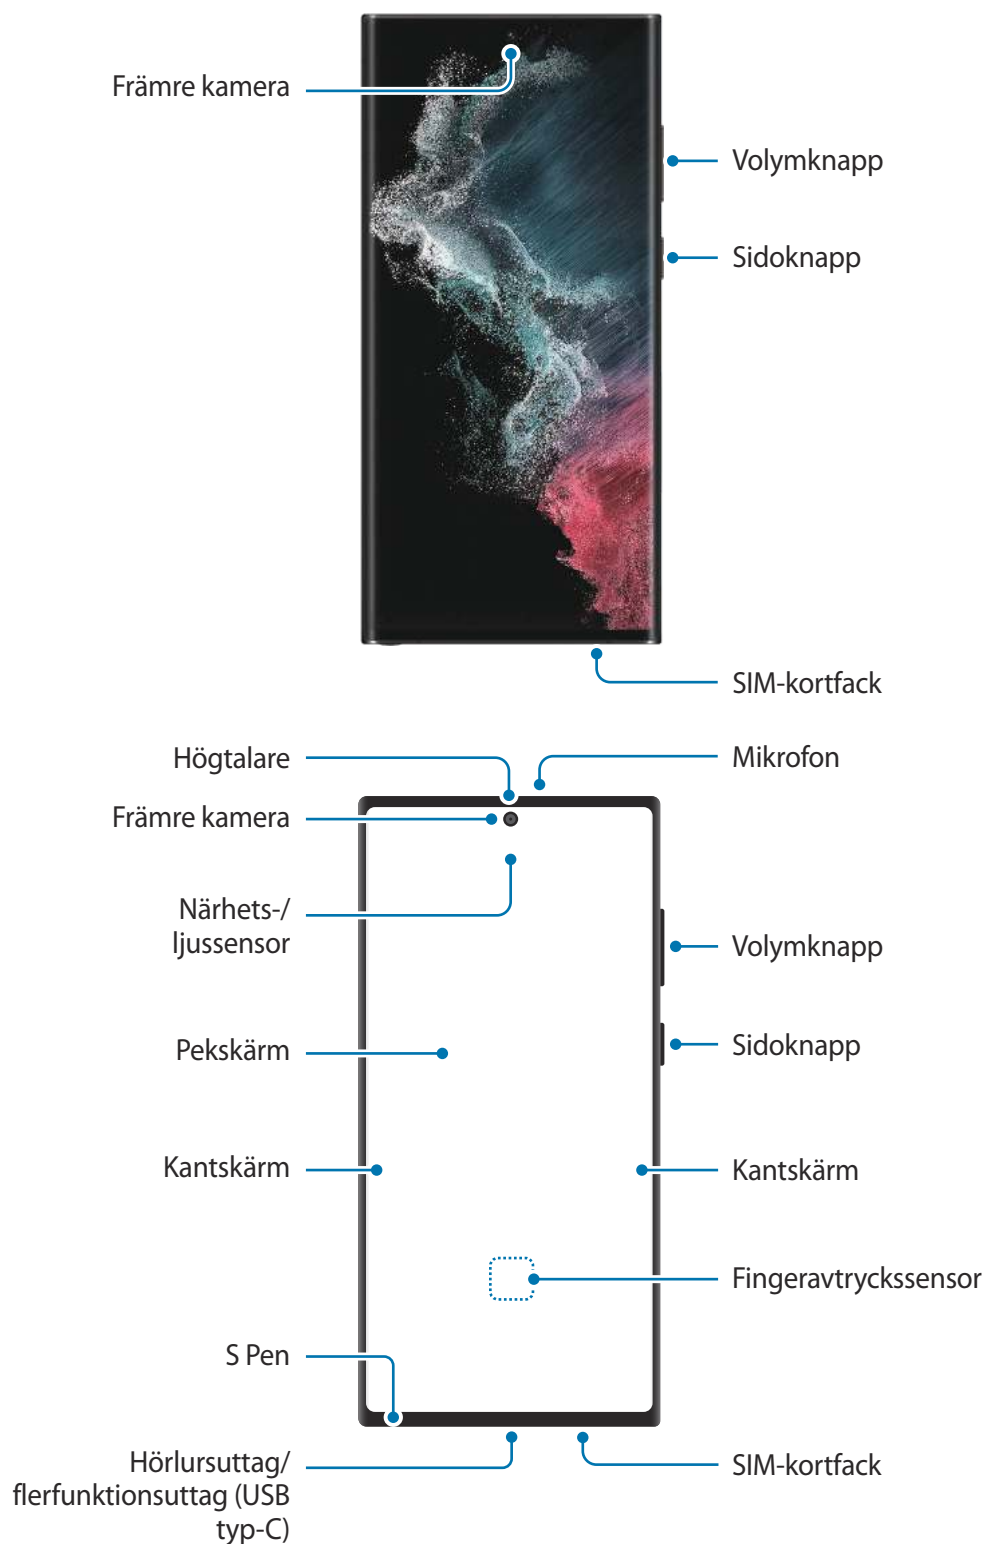 Främre kamera
Volymknapp
Sidoknapp
SIM-kortfack
Högtalare
Mikrofon
Främre kamera
Närhets-/
ljussensor
Volymknapp
Pekskärm
Sidoknapp
Kantskärm
Kantskärm
Fingeravtryckssensor
S Pen
Hörlursuttag/
flerfunktionsuttag (USB
typ-C)
SIM-kortfack